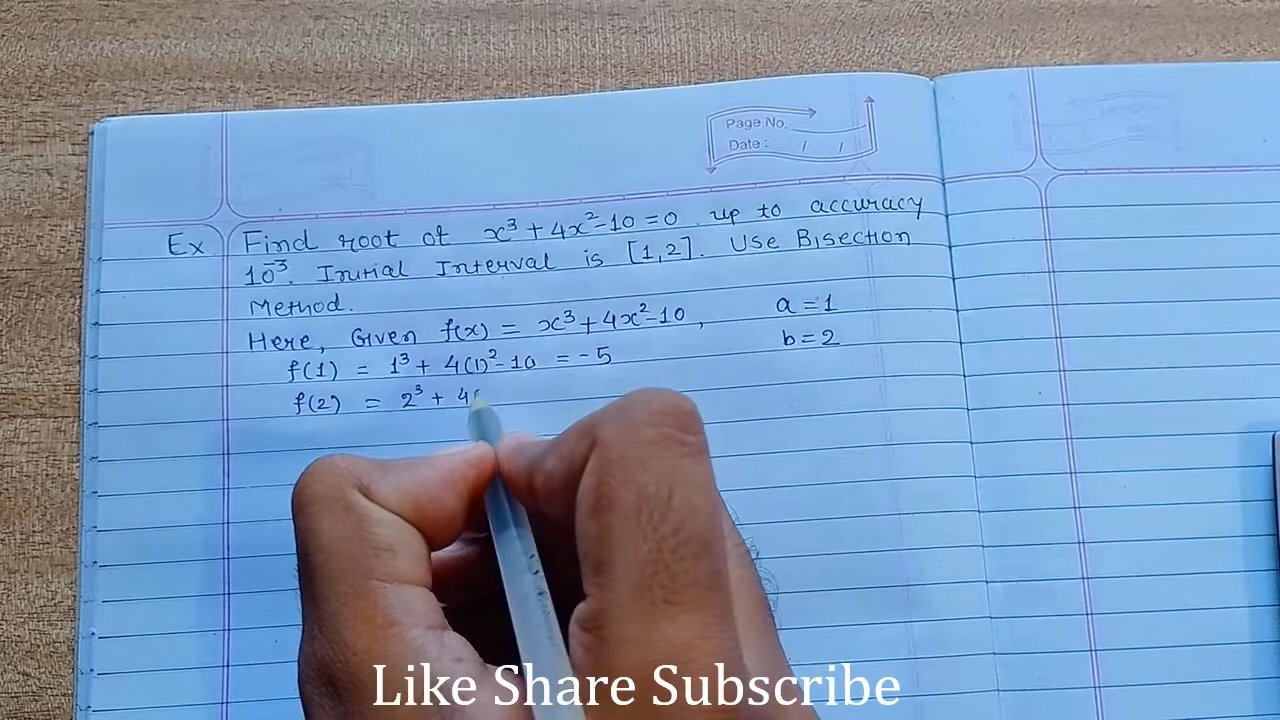 Page No.
Date : / /
Ex Find root of x³ + 4x² - 10 = 0 up to accuracy
10⁻³. Initial Interval is [1,2]. Use Bisection
Method.
Here, Given f(x) = x³ + 4x² - 10, a = 1
f(1) = 1³ + 4(1)² - 10 = -5 b = 2
f(2) = 2³ + 4(
Like Share Subscribe